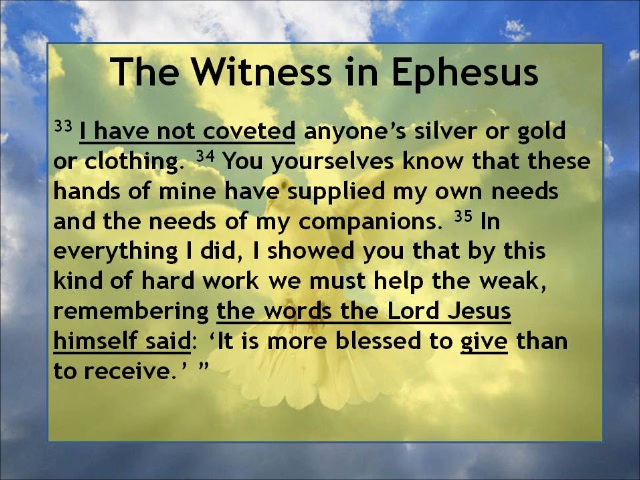 The Witness in Ephesus
33 I have not coveted anyone’s silver or gold
or clothing. 34 You yourselves know that these
hands of mine have supplied my own needs
and the needs of my companions. 35 In
everything I did, I showed you that by this
kind of hard work we must help the weak,
remembering the words the Lord Jesus
himself said: ‘It is more blessed to give than
to receive.’ ”